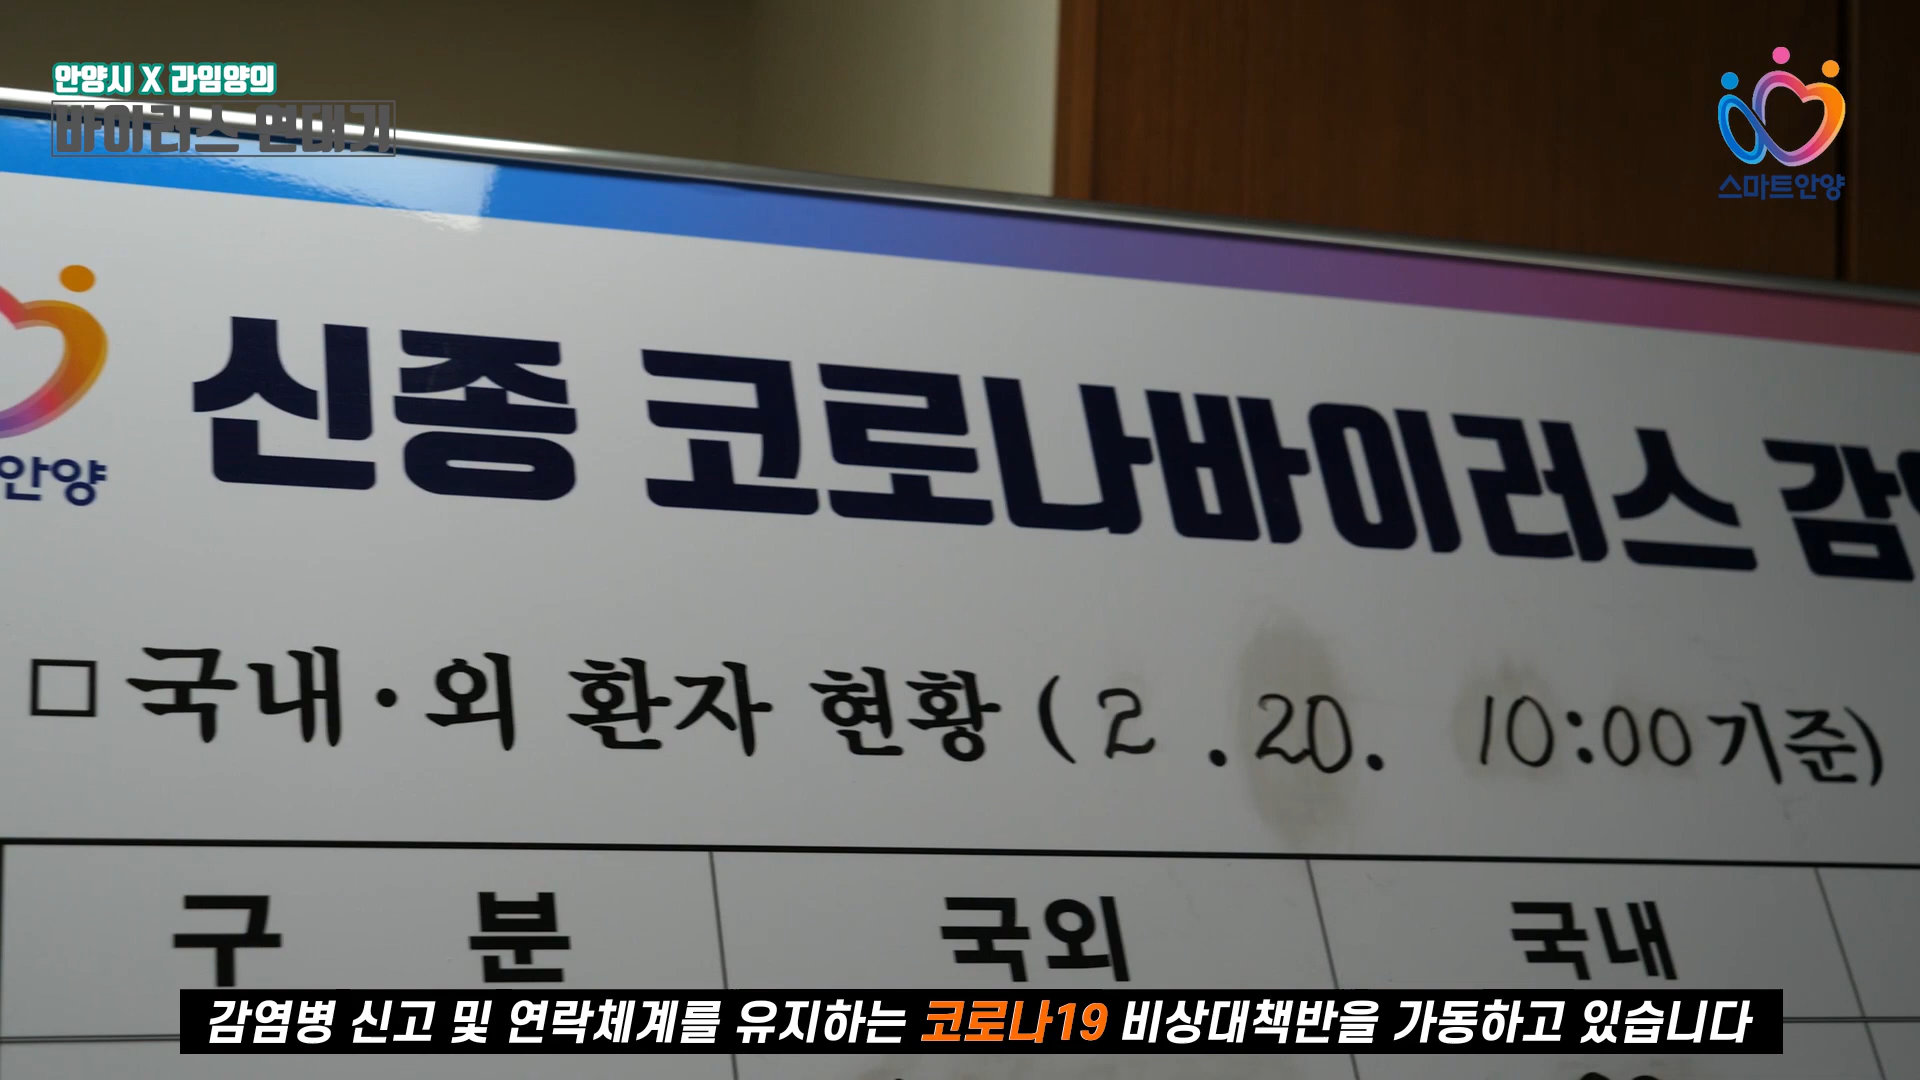 안양시 X 라임양의
바이러스 연대기
스마트안양
안양
신종 코로나바이러스 감
□ 국내·외 환자 현황 ( 2 . 20. 10:00 기준)
구 분 국외 국내
감염병 신고 및 연락체계를 유지하는 코로나19 비상대책반을 가동하고 있습니다